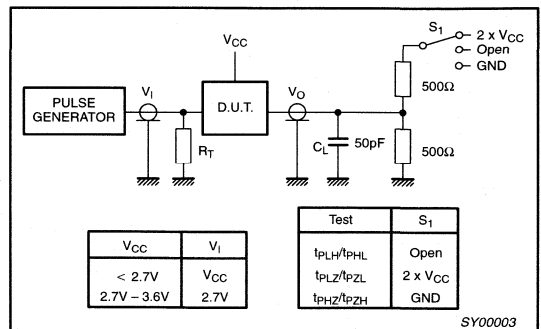 S1
2 x VCC
Open
GND
VCC
500Ω
PULSE
GENERATOR
VI
D.U.T.
VO
RT
CL
50pF
500Ω
VCC VI
< 2.7V VCC
2.7V – 3.6V 2.7V
Test S1
tPLH/tPHL Open
tPLZ/tPZL 2 x VCC
tPHZ/tPZH GND
SY00003